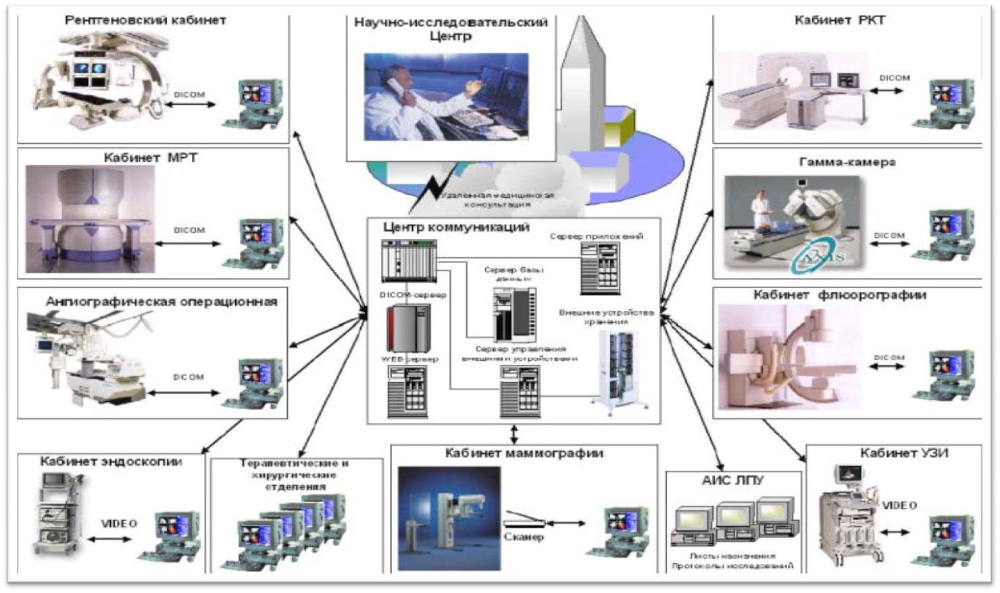 Рентгеновский кабинет
DICOM
Научно-исследовательский
Центр
Кабинет РКТ
DICOM
Кабинет МРТ
DICOM
Удаленная медицинская
консультация
Гамма-камера
DICOM
Центр коммуникаций
Сервер приложений
Сервер базы
данных
DICOM-сервер
Внешние устройства
хранения
WEB-сервер
Сервер управления
внешними устройствами
Ангиографическая операционная
DICOM
Кабинет флюорографии
DICOM
Кабинет эндоскопии
VIDEO
Терапевтические и
хирургические
отделения
Кабинет маммографии
Сканер
АИС ЛПУ
Листы назначения
Протоколы исследований
Кабинет УЗИ
VIDEO